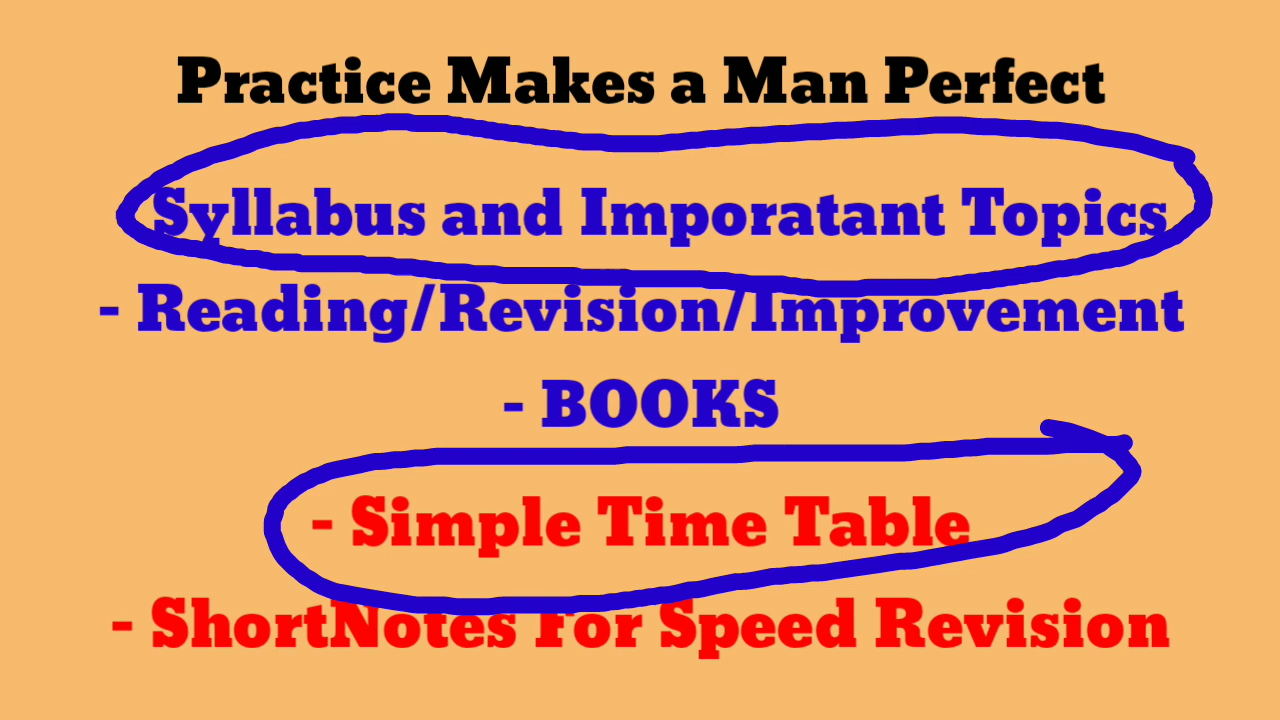 Practice Makes a Man Perfect
Syllabus and Imporatant Topics
- Reading/Revision/Improvement
- BOOKS
- Simple Time Table
- ShortNotes For Speed Revision